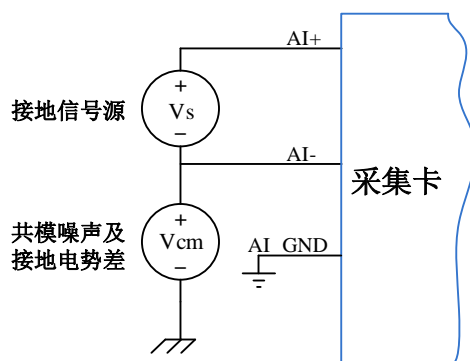 AI+
+
接地信号源
Vs
−
AI-
采集卡
共模噪声及
接地电势差
+
Vcm
−
AI GND